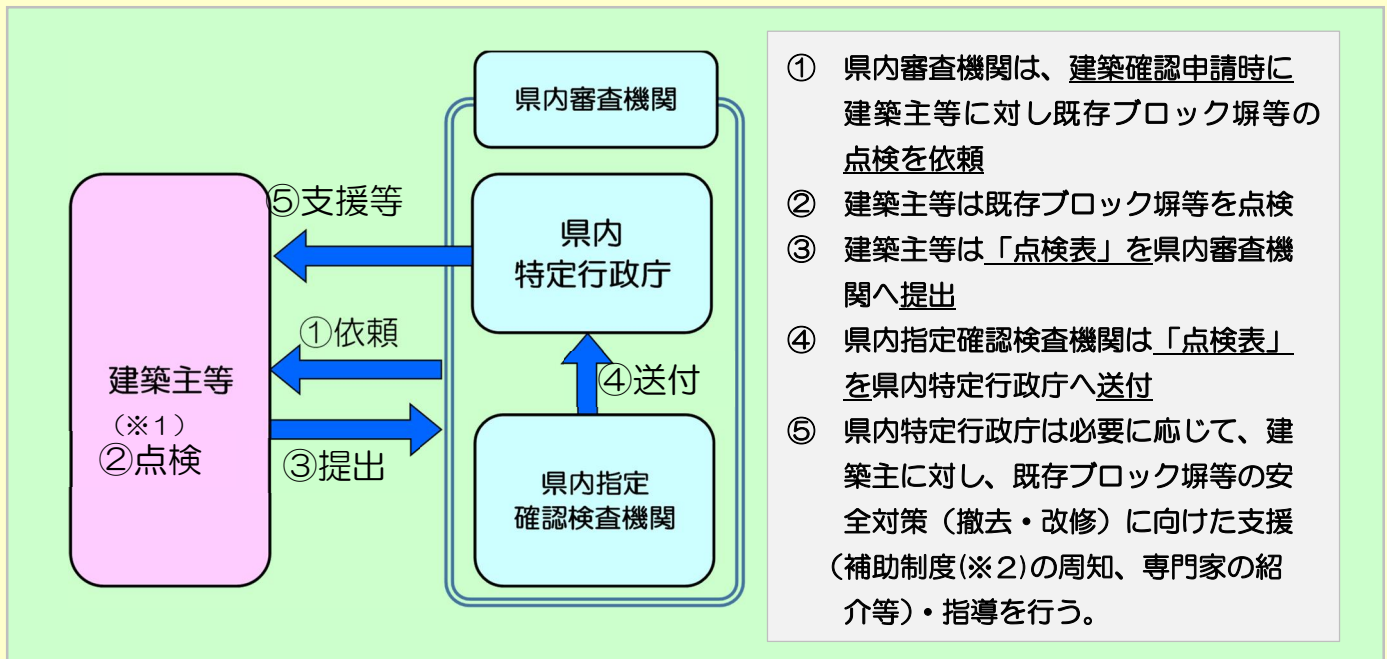 県内審査機関
⑤支援等
県内
特定行政庁
①依頼
④送付
建築主等
(※1)
②点検
③提出
県内指定
確認検査機関
① 県内審査機関は、建築確認申請時に
建築主等に対し既存ブロック塀等の
点検を依頼
② 建築主等は既存ブロック塀等を点検
③ 建築主等は「点検表」を県内審査機
関へ提出
④ 県内指定確認検査機関は「点検表」
を県内特定行政庁へ送付
⑤ 県内特定行政庁は必要に応じて、建
築主に対し、既存ブロック塀等の安
全対策（撤去・改修）に向けた支援
（補助制度(※2)の周知、専門家の紹
介等）・指導を行う。